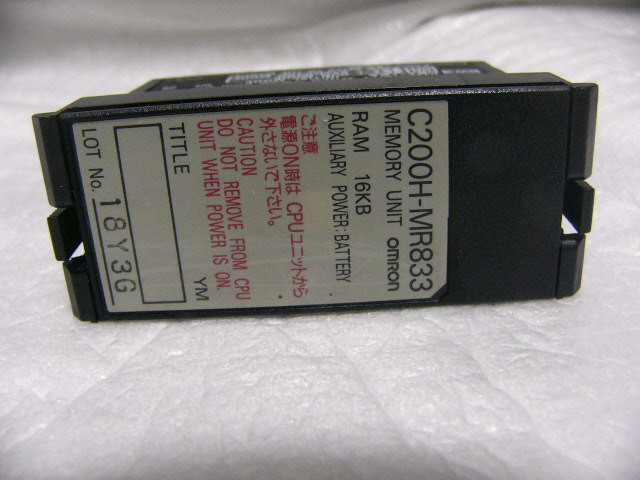 C200H-MR833
MEMORY UNIT omron
RAM 16KB
AUXILIARY POWER:BATTERY
ご注意
電源ON時は CPUユニットから
外さないで下さい。
CAUTION
DO NOT REMOVE FROM CPU
UNIT WHEN POWER IS ON.
TITLE
YM
LOT No. 18Y3G